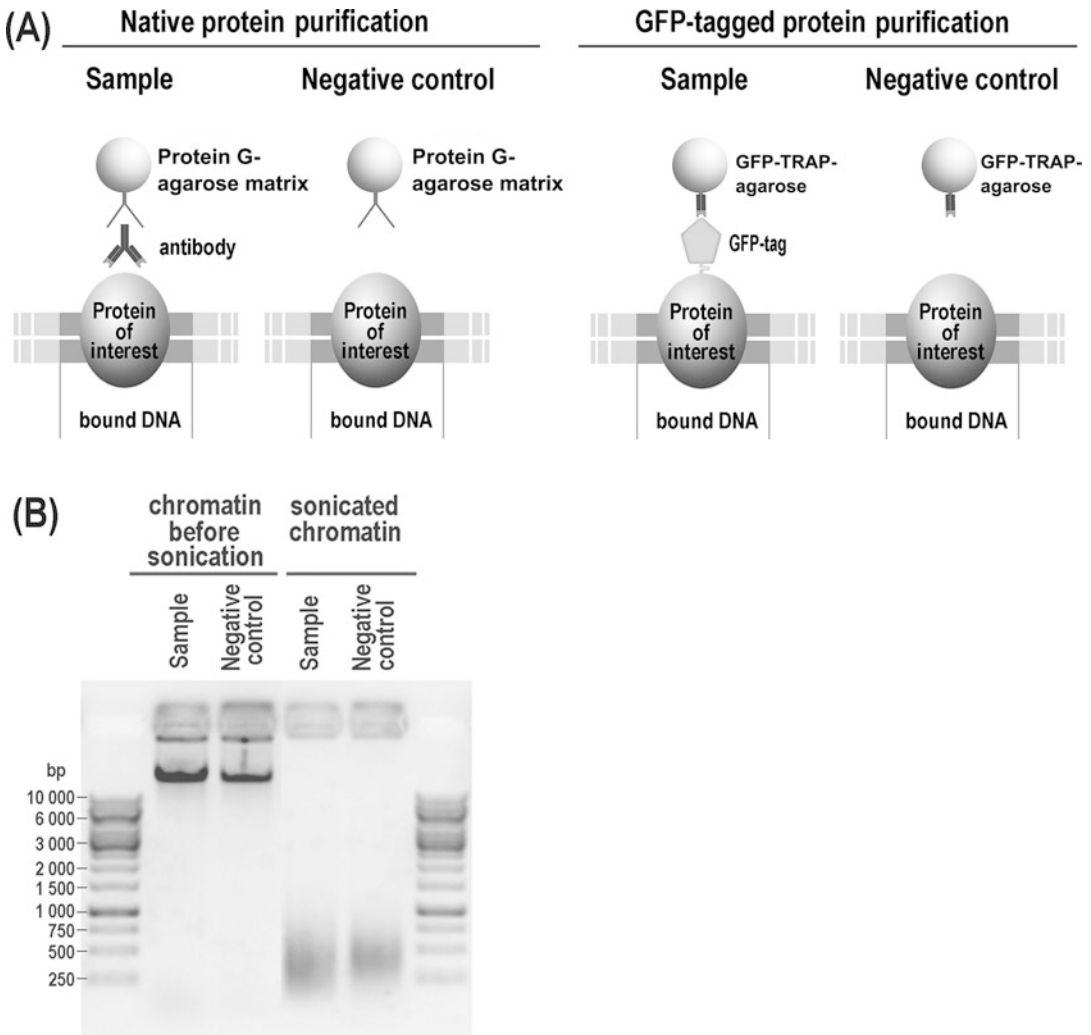 (A)
Native protein purification
GFP-tagged protein purification
Sample
Negative control
Sample
Negative control
Protein G-
agarose matrix
Protein G-
agarose matrix
GFP-TRAP-
agarose
GFP-TRAP-
agarose
antibody
GFP-tag
Protein
of
interest
Protein
of
interest
Protein
of
interest
Protein
of
interest
bound DNA
bound DNA
bound DNA
bound DNA
(B)
chromatin
before
sonication
sonicated
chromatin
Sample
Negative
control
Sample
Negative
control
bp
10 000
6 000
3 000
2 000
1 500
1 000
750
500
250